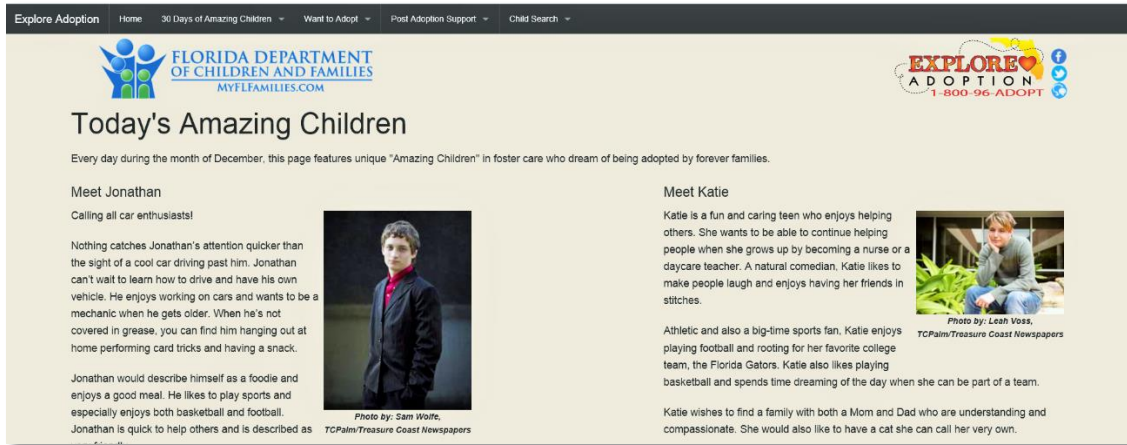 Explore Adoption Home 30 Days of Amazing Children Want to Adopt Post Adoption Support Child Search
FLORIDA DEPARTMENT
OF CHILDREN AND FAMILIES
MYFLFAMILIES.COM
EXPLORE
ADOPTION
1-800-96-ADOPT
Today's Amazing Children
Every day during the month of December, this page features unique "Amazing Children" in foster care who dream of being adopted by forever families.
Meet Jonathan
Calling all car enthusiasts!
Nothing catches Jonathan's attention quicker than
the sight of a cool car driving past him. Jonathan
can't wait to learn how to drive and have his own
vehicle. He enjoys working on cars and wants to be a
mechanic when he gets older. When he's not
covered in grease, you can find him hanging out at
home performing card tricks and having a snack.
Jonathan would describe himself as a foodie and
enjoys a good meal. He likes to play sports and
especially enjoys both basketball and football.
Jonathan is quick to help others and is described as
Photo by: Sam Wolfe,
TCPalm/Treasure Coast Newspapers
Meet Katie
Katie is a fun and caring teen who enjoys helping
others. She wants to be able to continue helping
people when she grows up by becoming a nurse or a
daycare teacher. A natural comedian, Katie likes to
make people laugh and enjoys having her friends in
stitches.
Athletic and also a big-time sports fan, Katie enjoys
playing football and rooting for her favorite college
team, the Florida Gators. Katie also likes playing
basketball and spends time dreaming of the day when she can be part of a team.
Katie wishes to find a family with both a Mom and Dad who are understanding and
compassionate. She would also like to have a cat she can call her very own.
Photo by: Leah Voss,
TCPalm/Treasure Coast Newspapers